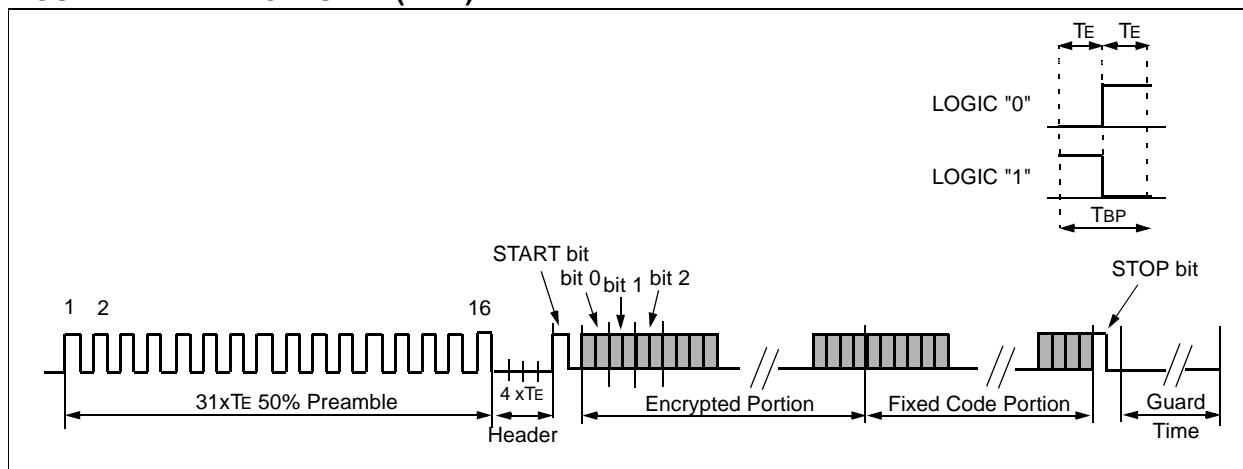 TE TE
LOGIC "0"
LOGIC "1"
TBP
START bit
bit 0 bit 1 bit 2
STOP bit
1 2 16
4 xTE
31xTE 50% Preamble
Header
Encrypted Portion
Fixed Code Portion
Guard
Time